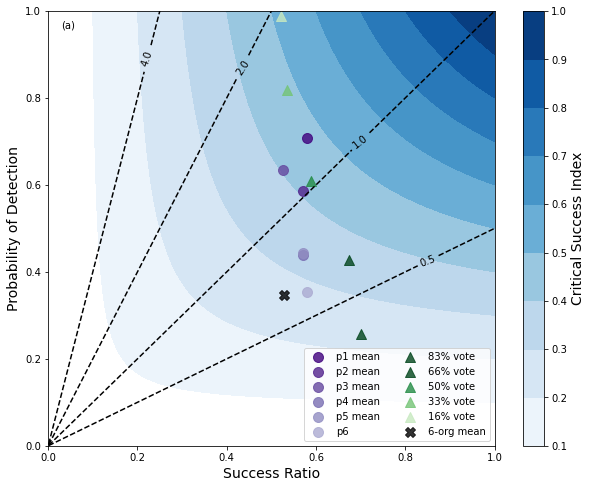 (a)
4.0
2.0
1.0
0.5
Probability of Detection
1.0
0.8
0.6
0.4
0.2
0.0
0.0 0.2 0.4 0.6 0.8 1.0
Success Ratio
p1 mean
p2 mean
p3 mean
p4 mean
p5 mean
p6
83% vote
66% vote
50% vote
33% vote
16% vote
6-org mean
1.0
0.9
0.8
0.7
0.6
0.5
0.4
0.3
0.2
0.1
Critical Success Index